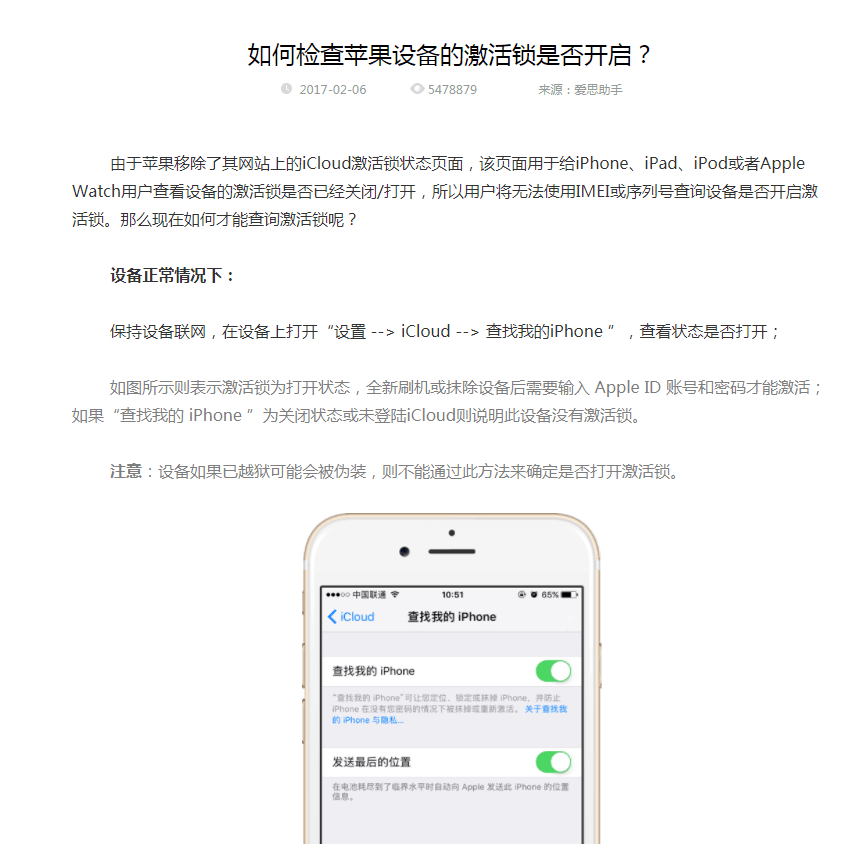 如何检查苹果设备的激活锁是否开启？
2017-02-06 5478879 来源：爱思助手
由于苹果移除了其网站上的iCloud激活锁状态页面，该页面用于给iPhone、iPad、iPod或者Apple
Watch用户查看设备的激活锁是否已经关闭/打开，所以用户将无法使用IMEI或序列号查询设备是否开启激
活锁。那么现在如何才能查询激活锁呢？
设备正常情况下：
保持设备联网，在设备上打开“设置 --> iCloud --> 查找我的iPhone ”，查看状态是否打开；
如图所示则表示激活锁为打开状态，全新刷机或抹除设备后需要输入 Apple ID 账号和密码才能激活；
如果“查找我的 iPhone ”为关闭状态或未登陆iCloud则说明此设备没有激活锁。
注意：设备如果已越狱可能会被伪装，则不能通过此方法来确定是否打开激活锁。
中国联通 10:51 65%
iCloud 查找我的 iPhone
查找我的 iPhone
“查找我的 iPhone”可让您定位、锁定或抹掉 iPhone，并防止
iPhone 在没有您密码的情况下被抹掉或重新激活。关于查找我
的 iPhone 与隐私...
发送最后的位置
在电池耗尽到了临界水平时自动向 Apple 发送此 iPhone 的位置
信息。